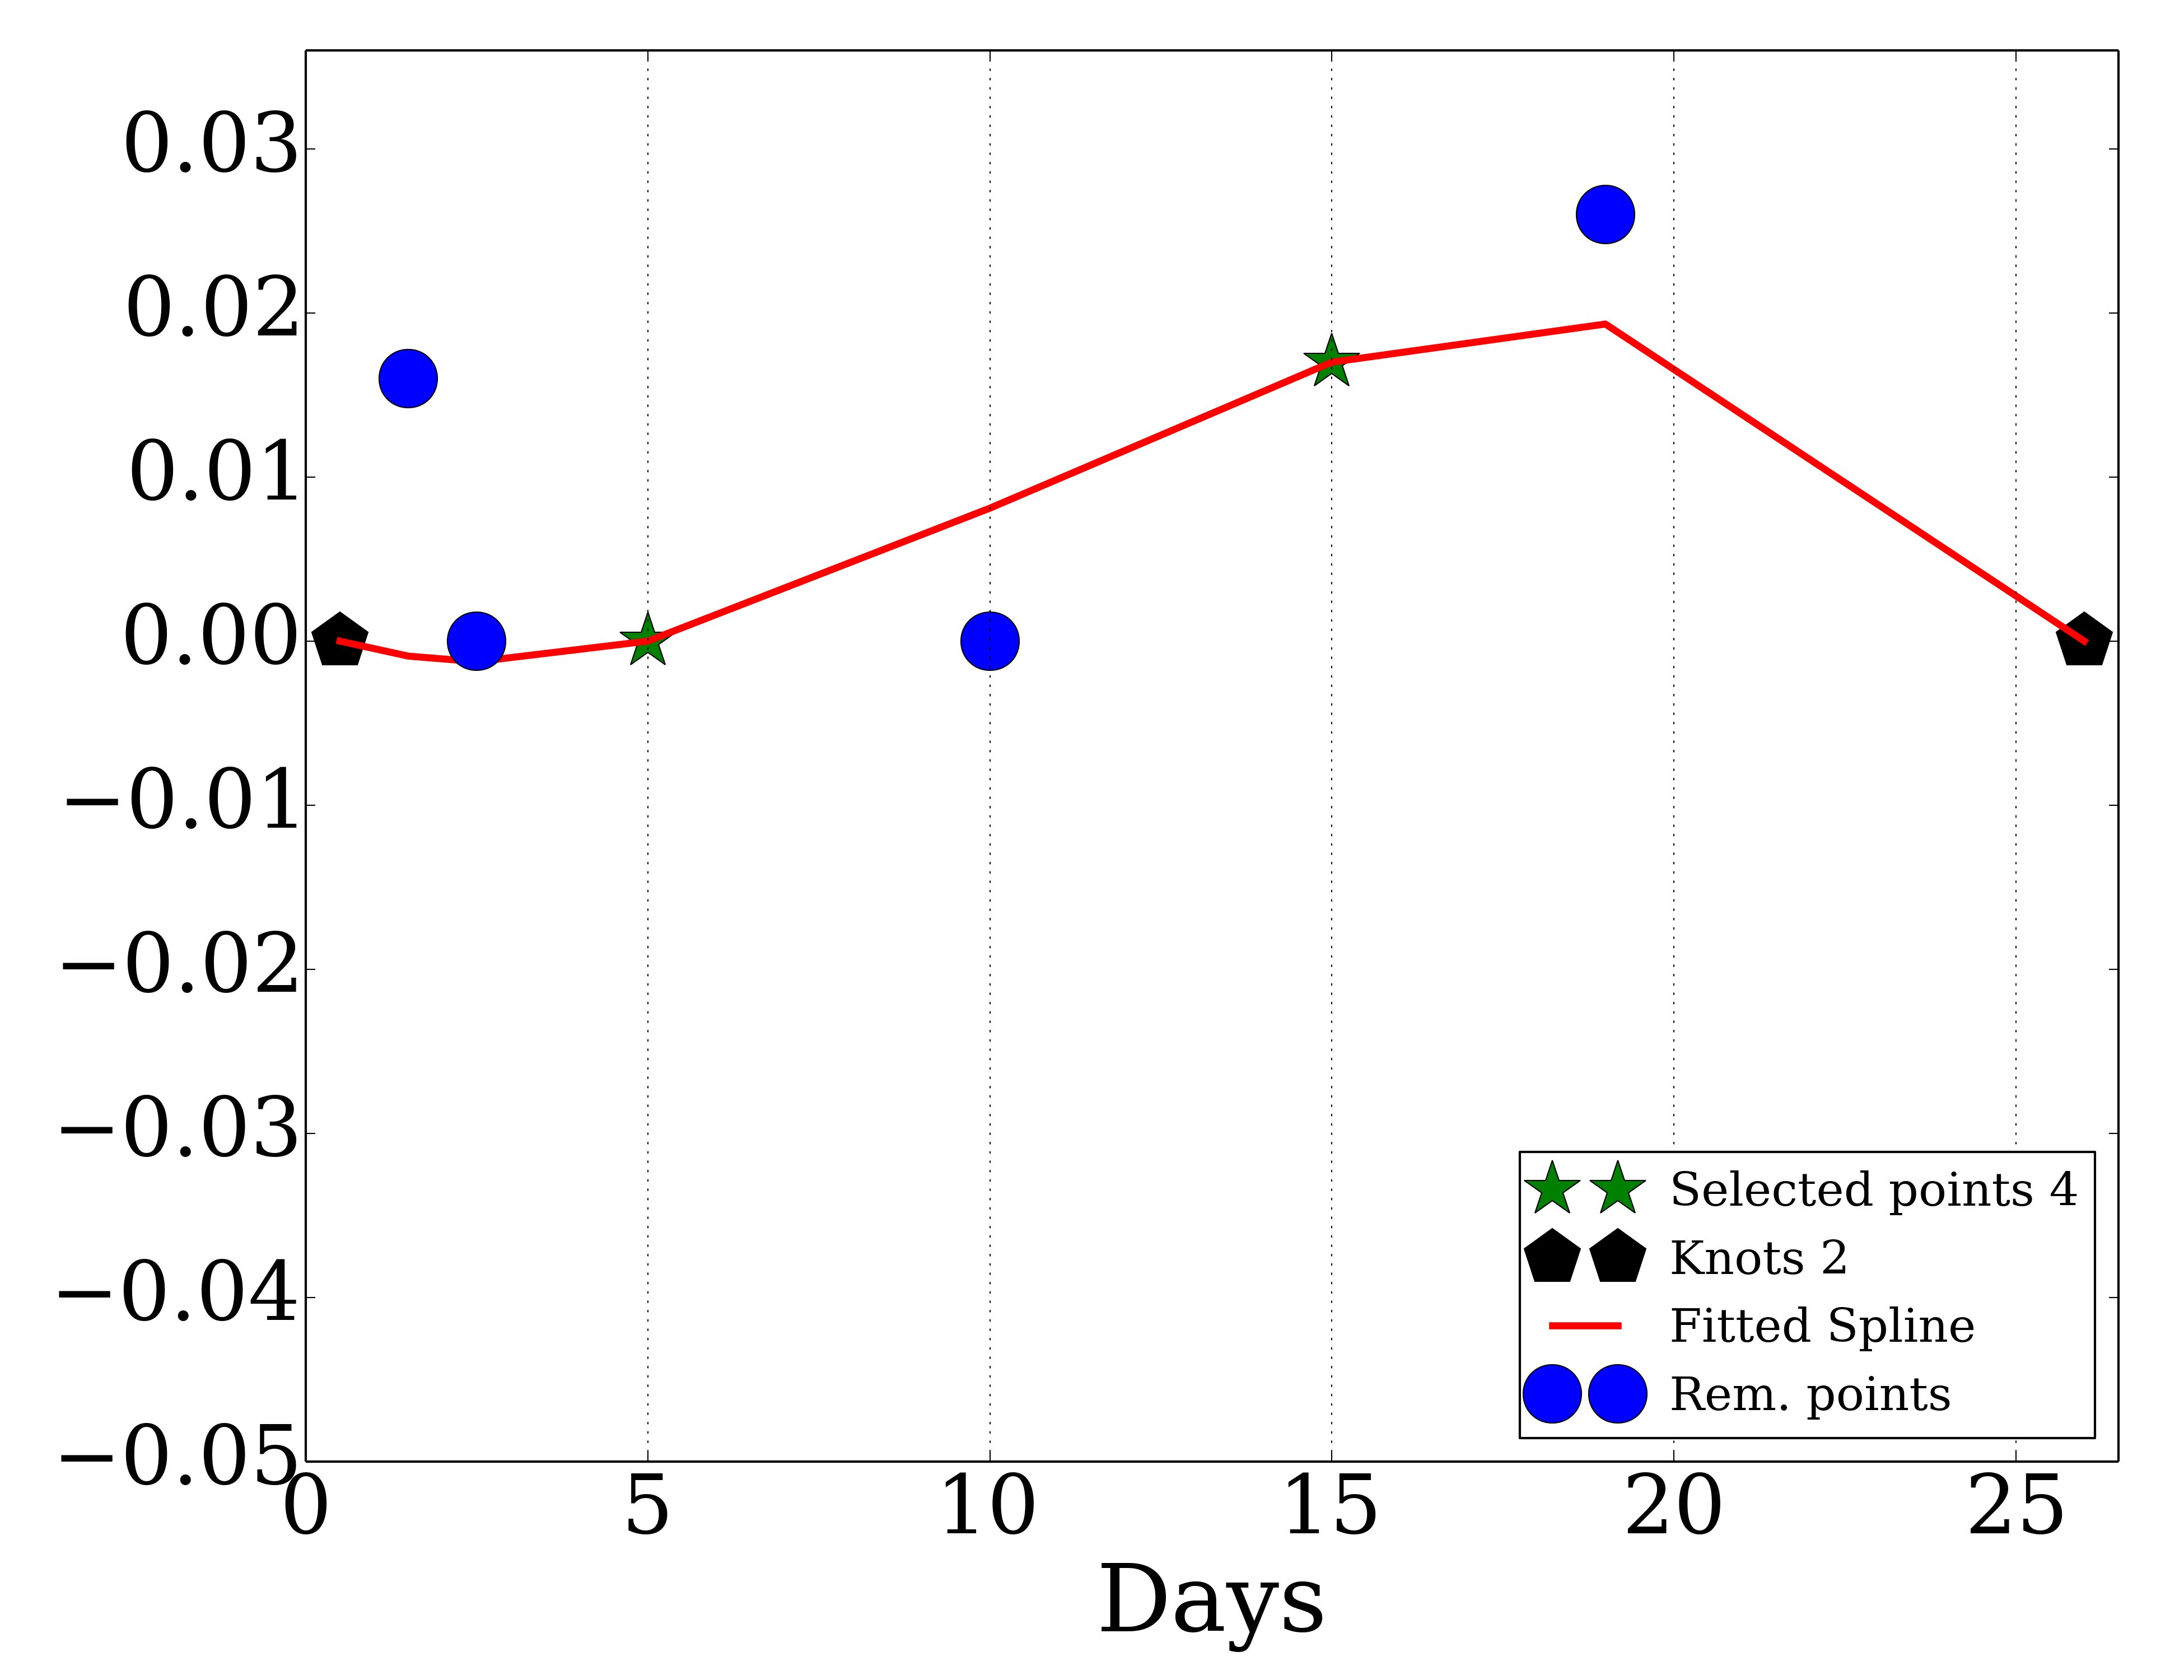 0.03
0.02
0.01
0.00
−0.01
−0.02
−0.03
−0.04
−0.05
0 5 10 15 20 25
Days
Selected points 4
Knots 2
Fitted Spline
Rem. points